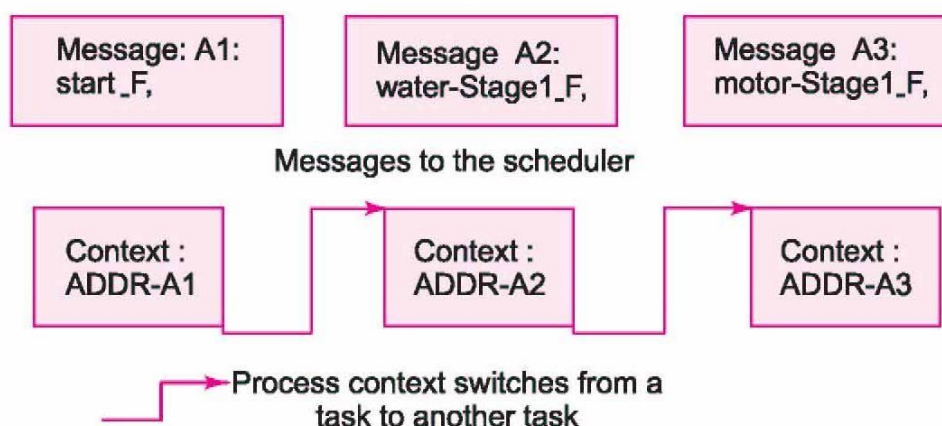 Message: A1:
start_F,
Message A2:
water-Stage1_F,
Message A3:
motor-Stage1_F,
Messages to the scheduler
Context :
ADDR-A1
Context :
ADDR-A2
Context :
ADDR-A3
Process context switches from a
task to another task